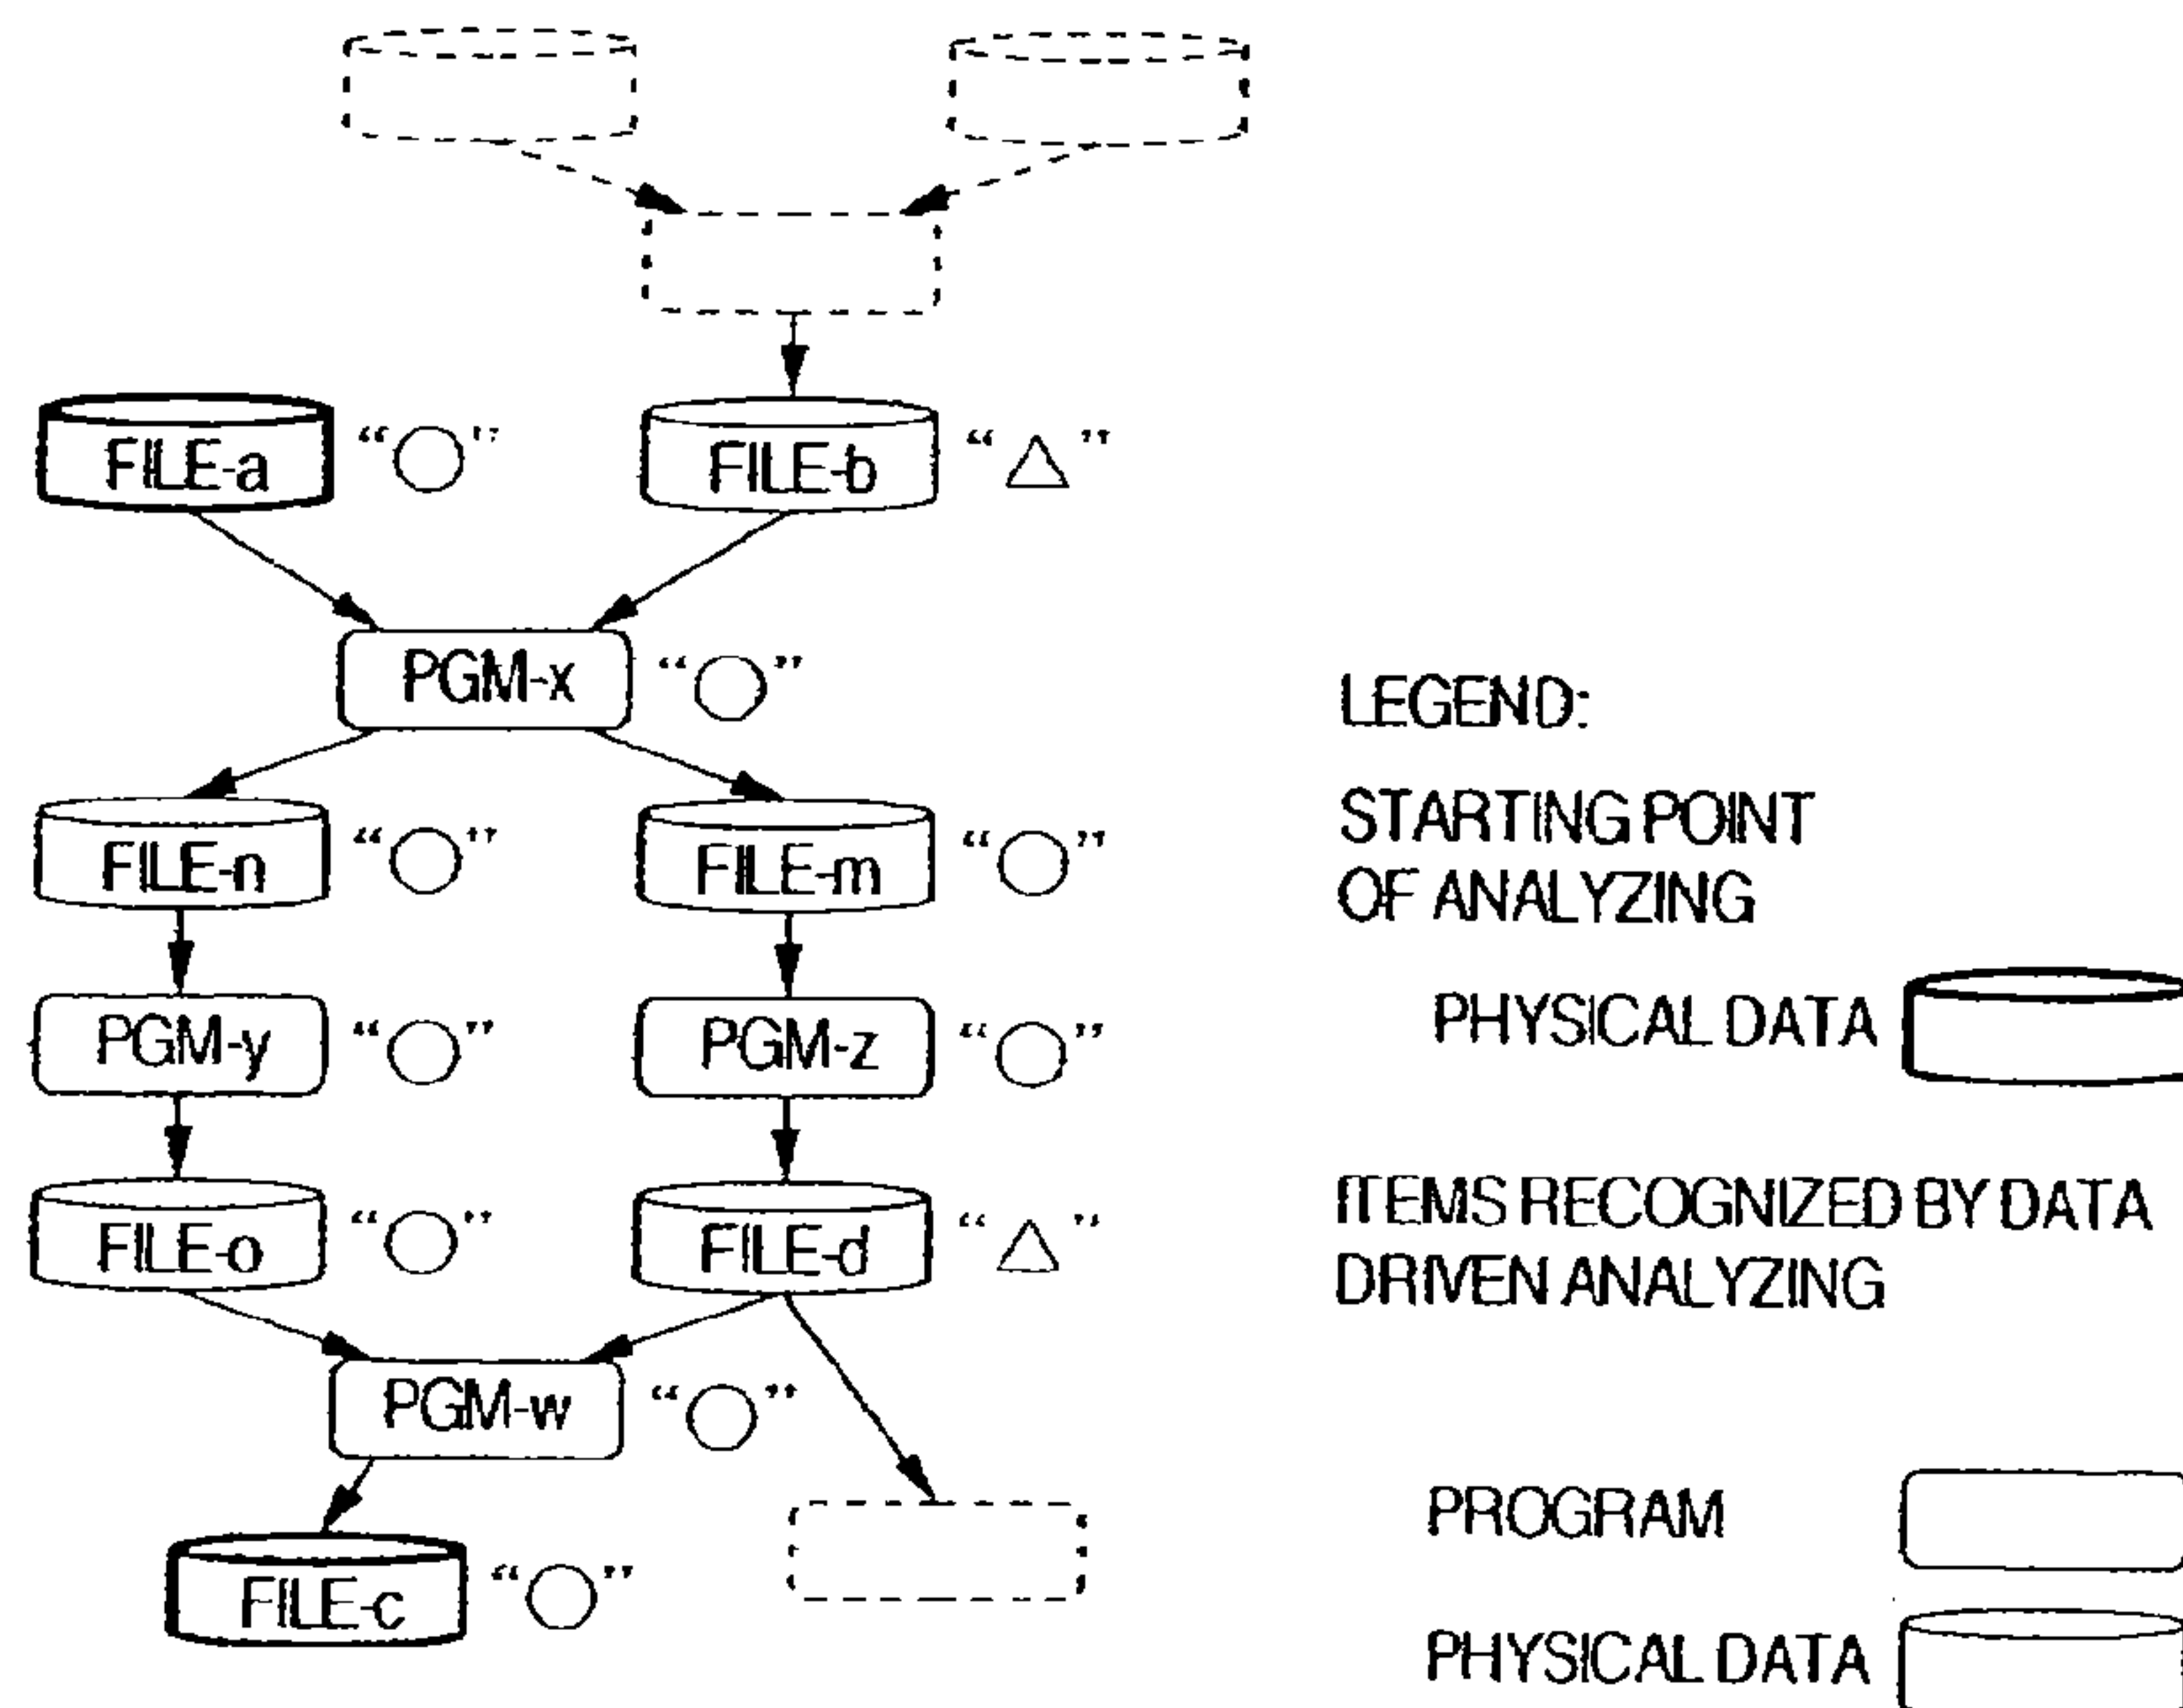 FILE-a “○”
FILE-b “△”
PGM-x “○”
FILE-n “○”
FILE-m “○”
PGM-y “○”
PGM-z “○”
FILE-o “○”
FILE-d “△”
PGM-w “○”
FILE-c “○”
LEGEND:
STARTING POINT
OF ANALYZING
PHYSICAL DATA
ITEMS RECOGNIZED BY DATA
DRIVEN ANALYZING
PROGRAM
PHYSICAL DATA